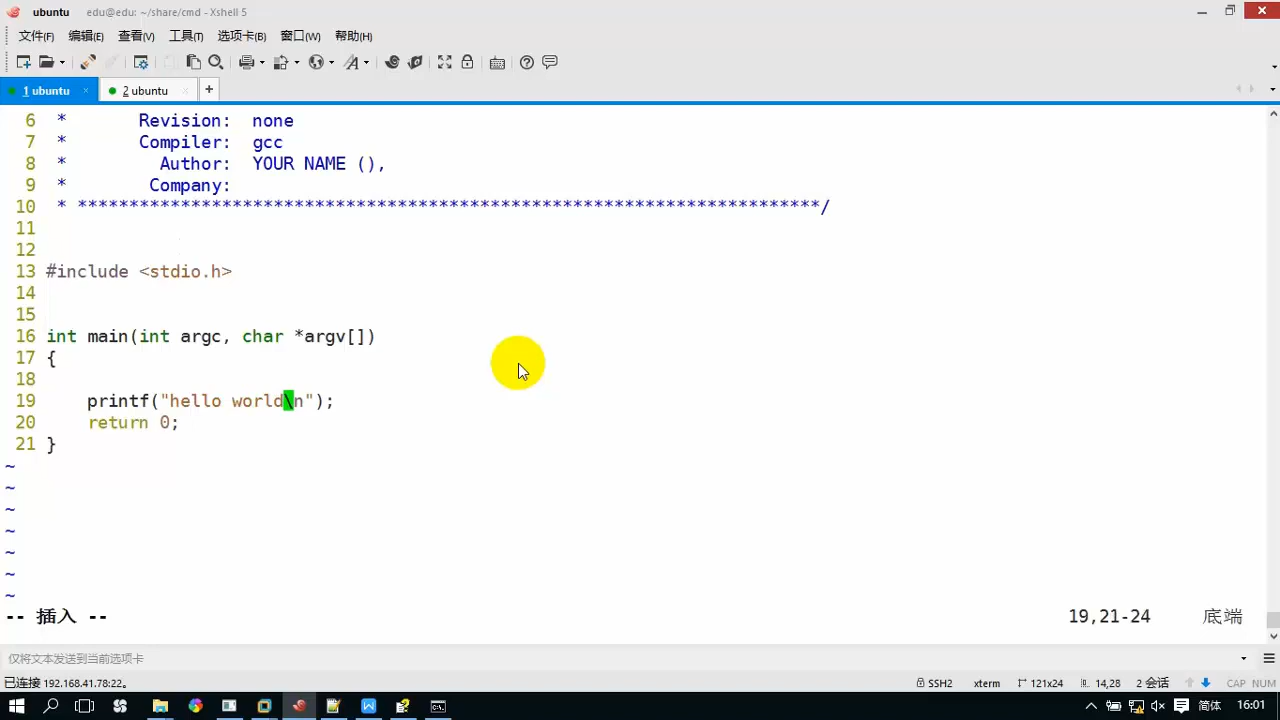 ubuntu edu@edu: ~/share/cmd - Xshell 5
文件(F) 编辑(E) 查看(V) 工具(T) 选项卡(B) 窗口(W) 帮助(H)
1 ubuntu × 2 ubuntu × +
6 * Revision: none
7 * Compiler: gcc
8 * Author: YOUR NAME (),
9 * Company:
10 * ************************************************************************/
11
12
13 #include <stdio.h>
14
15
16 int main(int argc, char *argv[])
17 {
18
19 printf("hello world\n");
20 return 0;
21 }
~
~
~
~
~
~
~
-- 插入 -- 19,21-24 底端
仅将文本发送到当前选项卡
已连接 192.168.41.78:22。 SSH2 xterm 121x24 14,28 2 会话 CAP NUM
简体 16:01